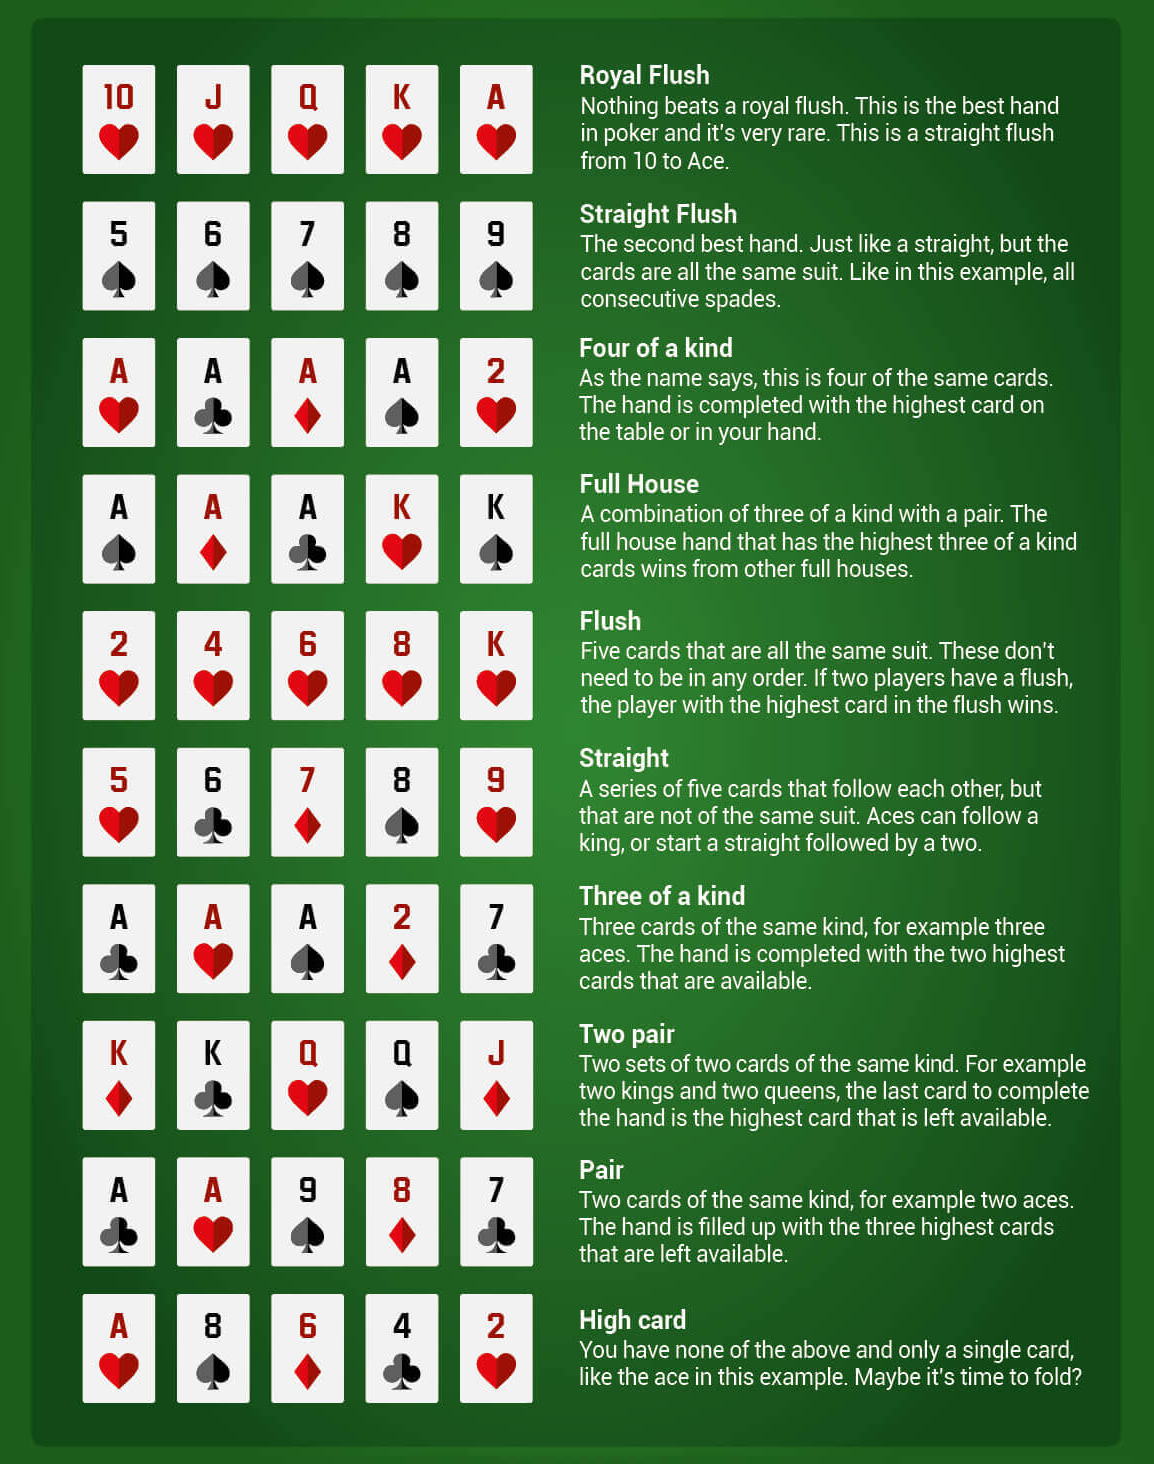 10 J Q K A
Royal Flush
Nothing beats a royal flush. This is the best hand
in poker and it's very rare. This is a straight flush
from 10 to Ace.
5 6 7 8 9
Straight Flush
The second best hand. Just like a straight, but the
cards are all the same suit. Like in this example, all
consecutive spades.
A A A A 2
Four of a kind
As the name says, this is four of the same cards.
The hand is completed with the highest card on
the table or in your hand.
A A A K K
Full House
A combination of three of a kind with a pair. The
full house hand that has the highest three of a kind
cards wins from other full houses.
2 4 6 8 K
Flush
Five cards that are all the same suit. These don't
need to be in any order. If two players have a flush,
the player with the highest card in the flush wins.
5 6 7 8 9
Straight
A series of five cards that follow each other, but
that are not of the same suit. Aces can follow a
king, or start a straight followed by a two.
A A A 2 7
Three of a kind
Three cards of the same kind, for example three
aces. The hand is completed with the two highest
cards that are available.
K K Q Q J
Two pair
Two sets of two cards of the same kind. For example
two kings and two queens, the last card to complete
the hand is the highest card that is left available.
A A 9 8 7
Pair
Two cards of the same kind, for example two aces.
The hand is filled up with the three highest cards
that are left available.
A 8 6 4 2
High card
You have none of the above and only a single card,
like the ace in this example. Maybe it's time to fold?